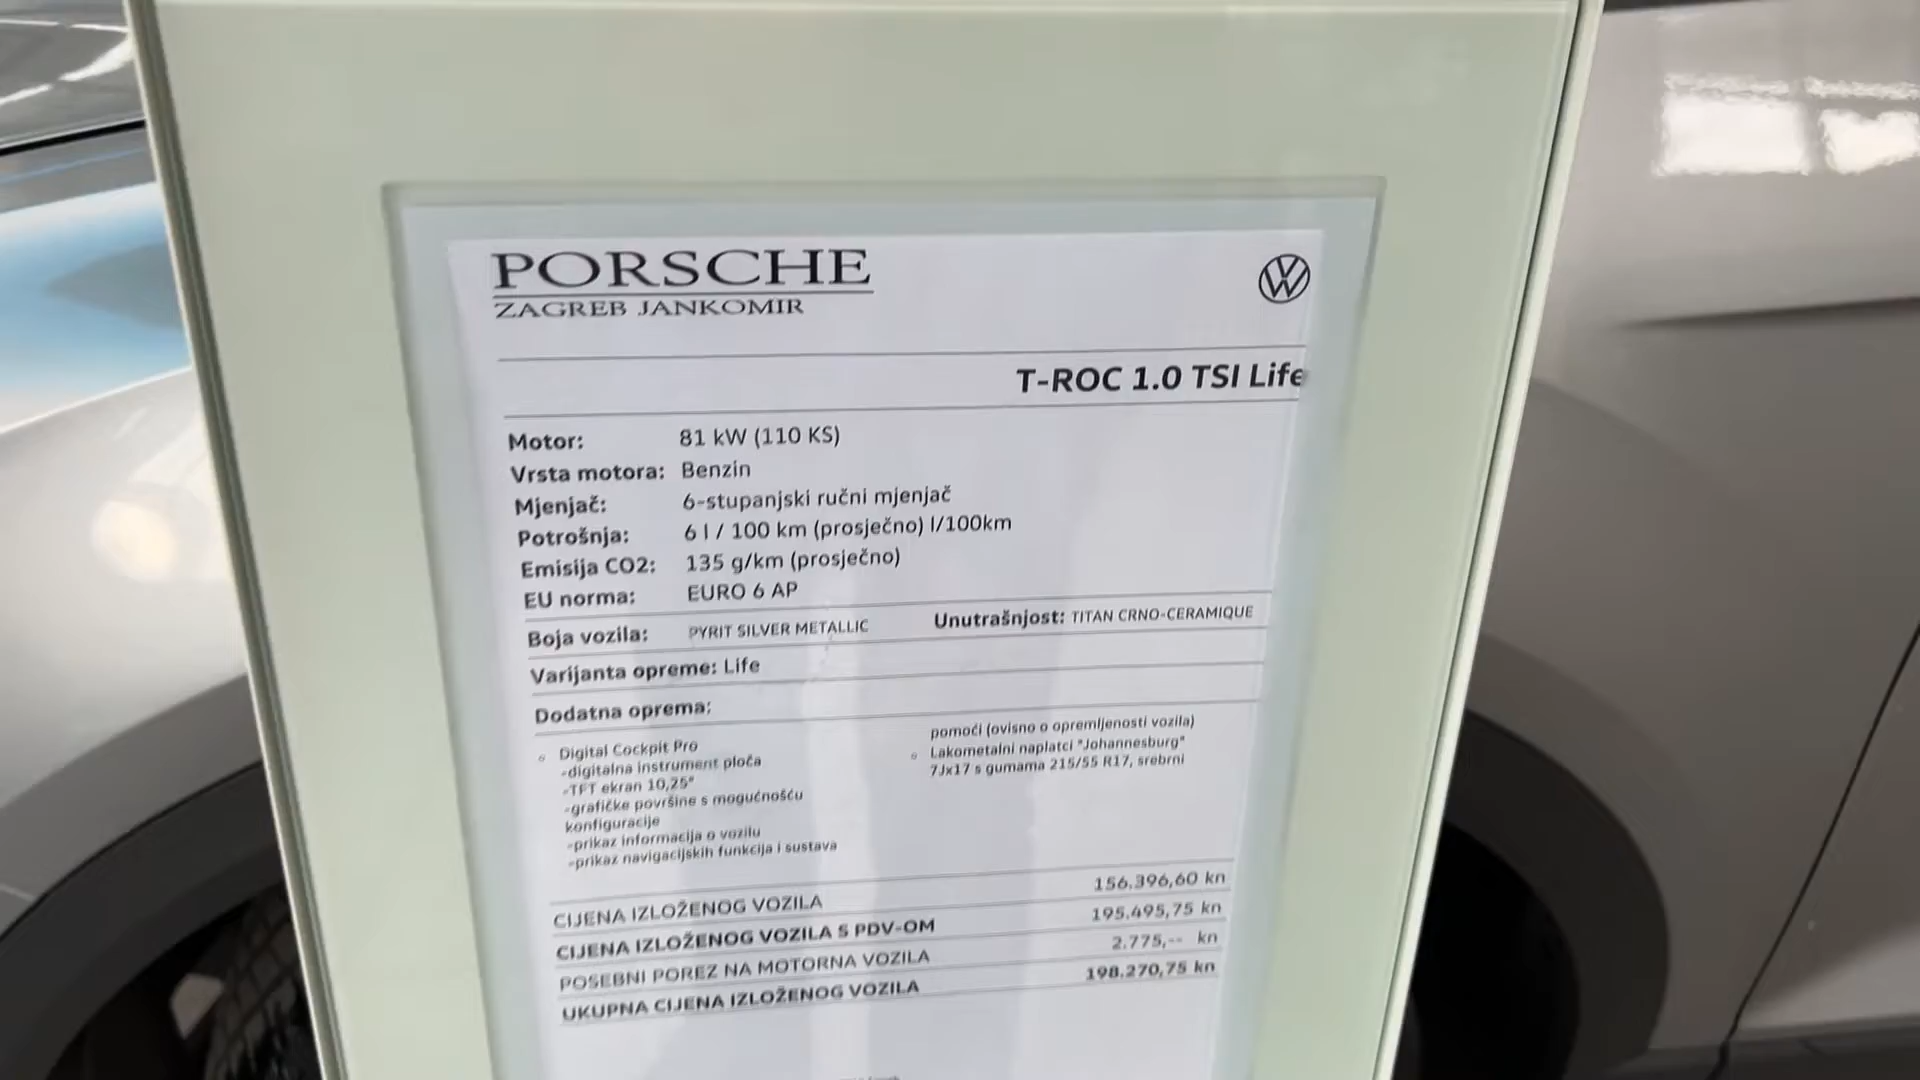 PORSCHE
ZAGREB JANKOMIR
T-ROC 1.0 TSI Life
Motor: 81 kW (110 KS)
Vrsta motora: Benzin
Mjenjač: 6-stupanjski ručni mjenjač
Potrošnja: 6 l / 100 km (prosječno) l/100km
Emisija CO2: 135 g/km (prosječno)
EU norma: EURO 6 AP
Boja vozila: PYRIT SILVER METALLIC Unutrašnjost: TITAN CRNO-CERAMIQUE
Varijanta opreme: Life
Dodatna oprema:
Digital Cockpit Pro
-digitalna instrument ploča
-TFT ekran 10,25"
-grafičke površine s mogućnošću
konfiguracije
-prikaz informacija o vozilu
-prikaz navigacijskih funkcija i sustava
pomoći (ovisno o opremljenosti vozila)
Lakometalni naplatci "Johannesburg"
7Jx17 s gumama 215/55 R17, srebrni
CIJENA IZLOŽENOG VOZILA 156.396,60 kn
CIJENA IZLOŽENOG VOZILA S PDV-OM 195.495,75 kn
POSEBNI POREZ NA MOTORNA VOZILA 2.775,-- kn
UKUPNA CIJENA IZLOŽENOG VOZILA 198.270,75 kn